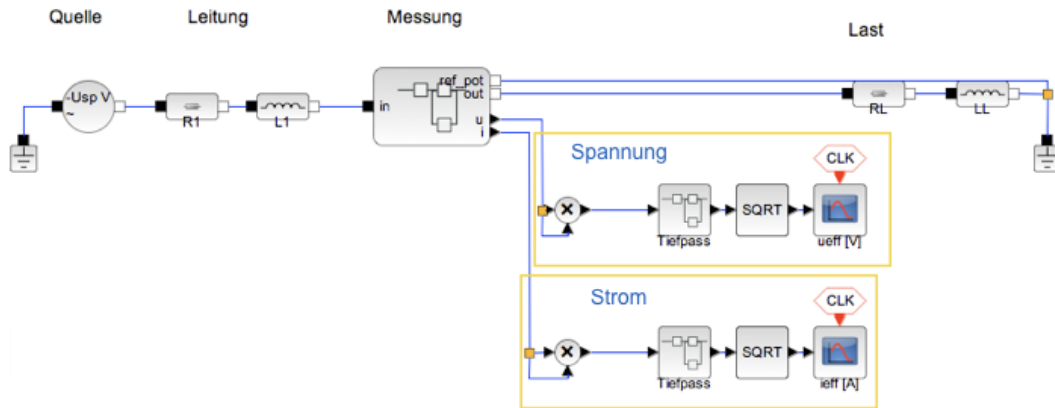 Quelle
Leitung
Messung
Last
~Usp V
~
R1
L1
in
ref_pot
out
u
i
RL
LL
Spannung
CLK
×
Tiefpass
SQRT
ueff [V]
Strom
CLK
×
Tiefpass
SQRT
ieff [A]